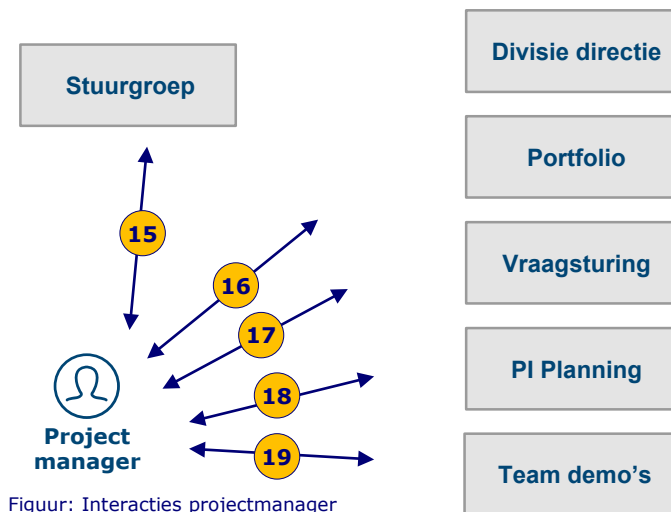 Divisie directie
Stuurgroep
Portfolio
15
Vraagsturing
16
17
PI Planning
18
Project
manager
19
Team demo's
Figuur: Interacties projectmanager